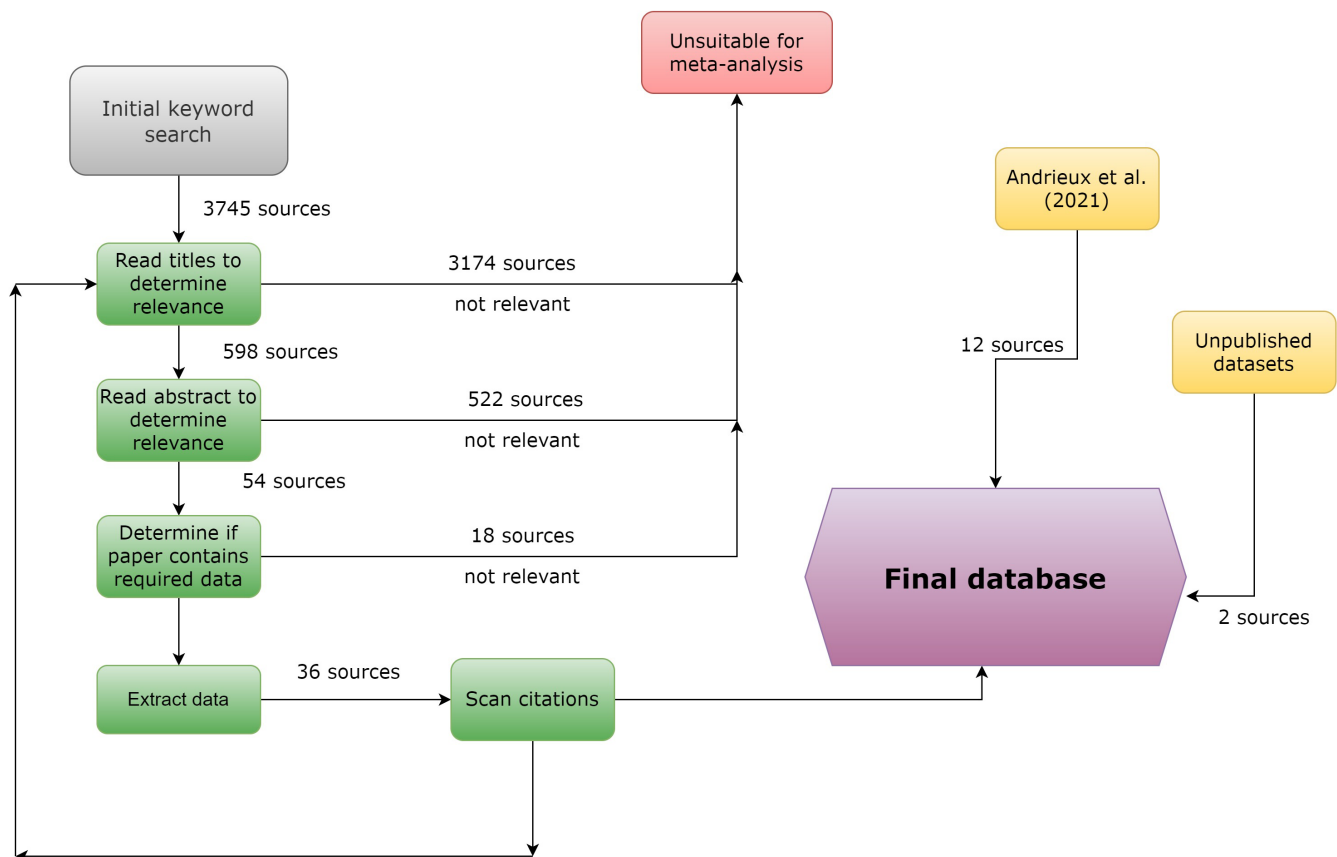 Unsuitable for
meta-analysis
Initial keyword
search
Andrieux et al.
(2021)
3745 sources
Read titles to
determine
relevance
3174 sources
not relevant
598 sources
Unpublished
datasets
12 sources
Read abstract to
determine
relevance
522 sources
not relevant
54 sources
Determine if
paper contains
required data
18 sources
not relevant
Final database
2 sources
Extract data
36 sources
Scan citations